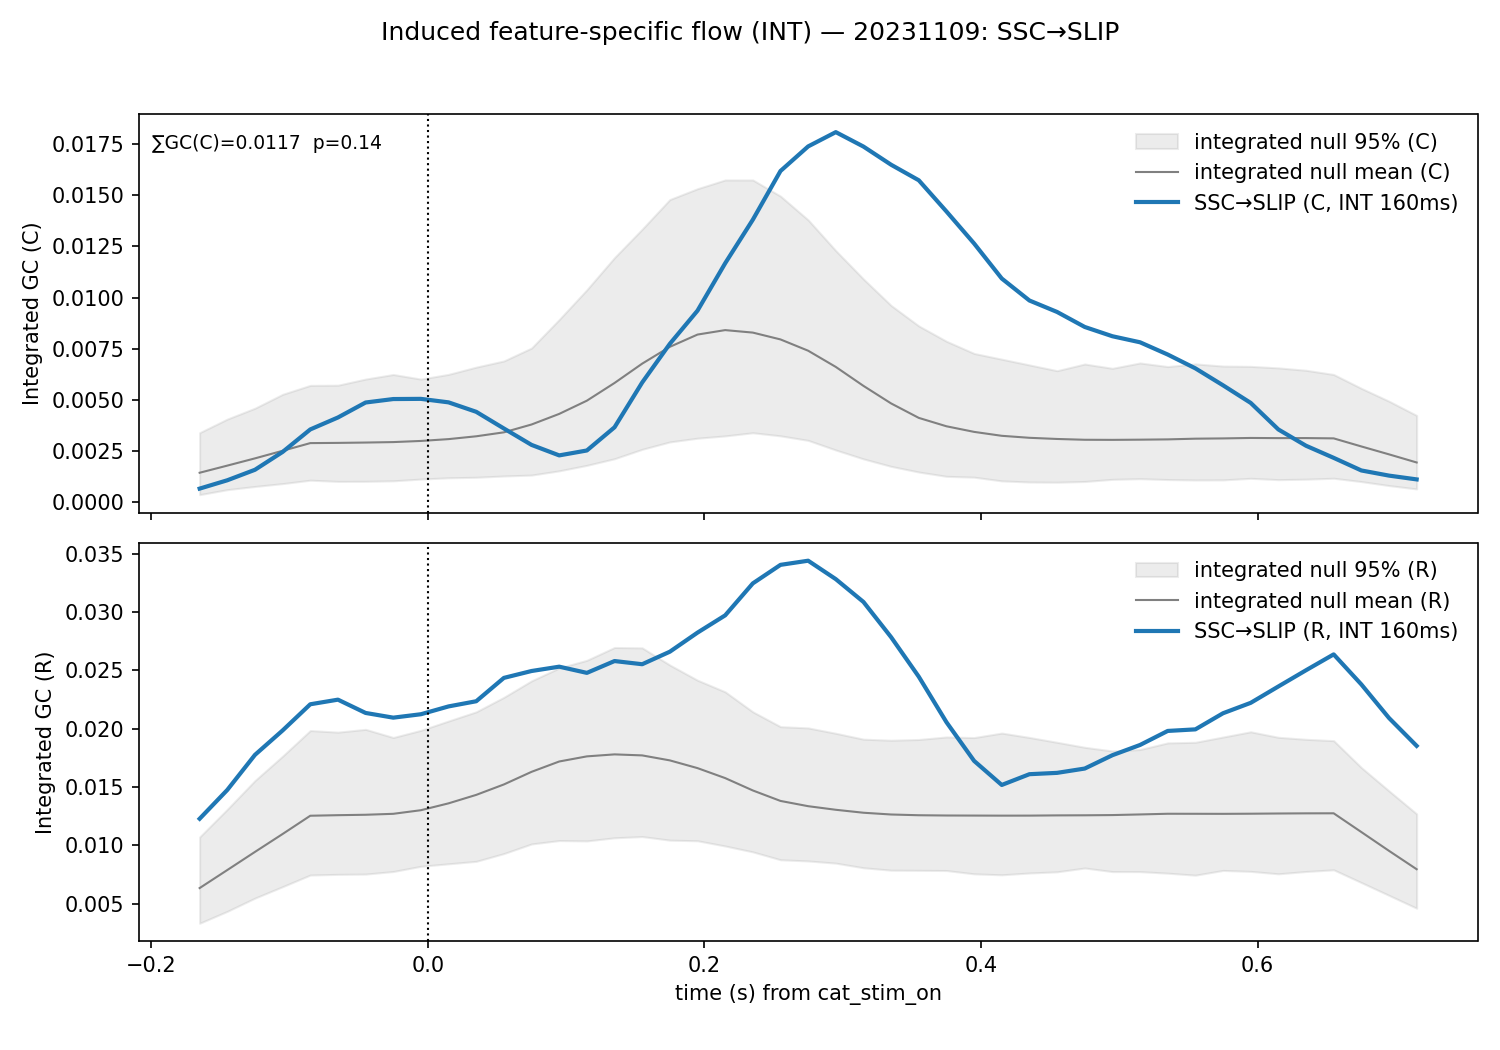 Induced feature-specific flow (INT) — 20231109: SSC→SLIP
∑GC(C)=0.0117  p=0.14
integrated null 95% (C)
integrated null mean (C)
SSC→SLIP (C, INT 160ms)
Integrated GC (C)
0.0175
0.0150
0.0125
0.0100
0.0075
0.0050
0.0025
0.0000
integrated null 95% (R)
integrated null mean (R)
SSC→SLIP (R, INT 160ms)
Integrated GC (R)
0.035
0.030
0.025
0.020
0.015
0.010
0.005
−0.2 0.0 0.2 0.4 0.6
time (s) from cat_stim_on